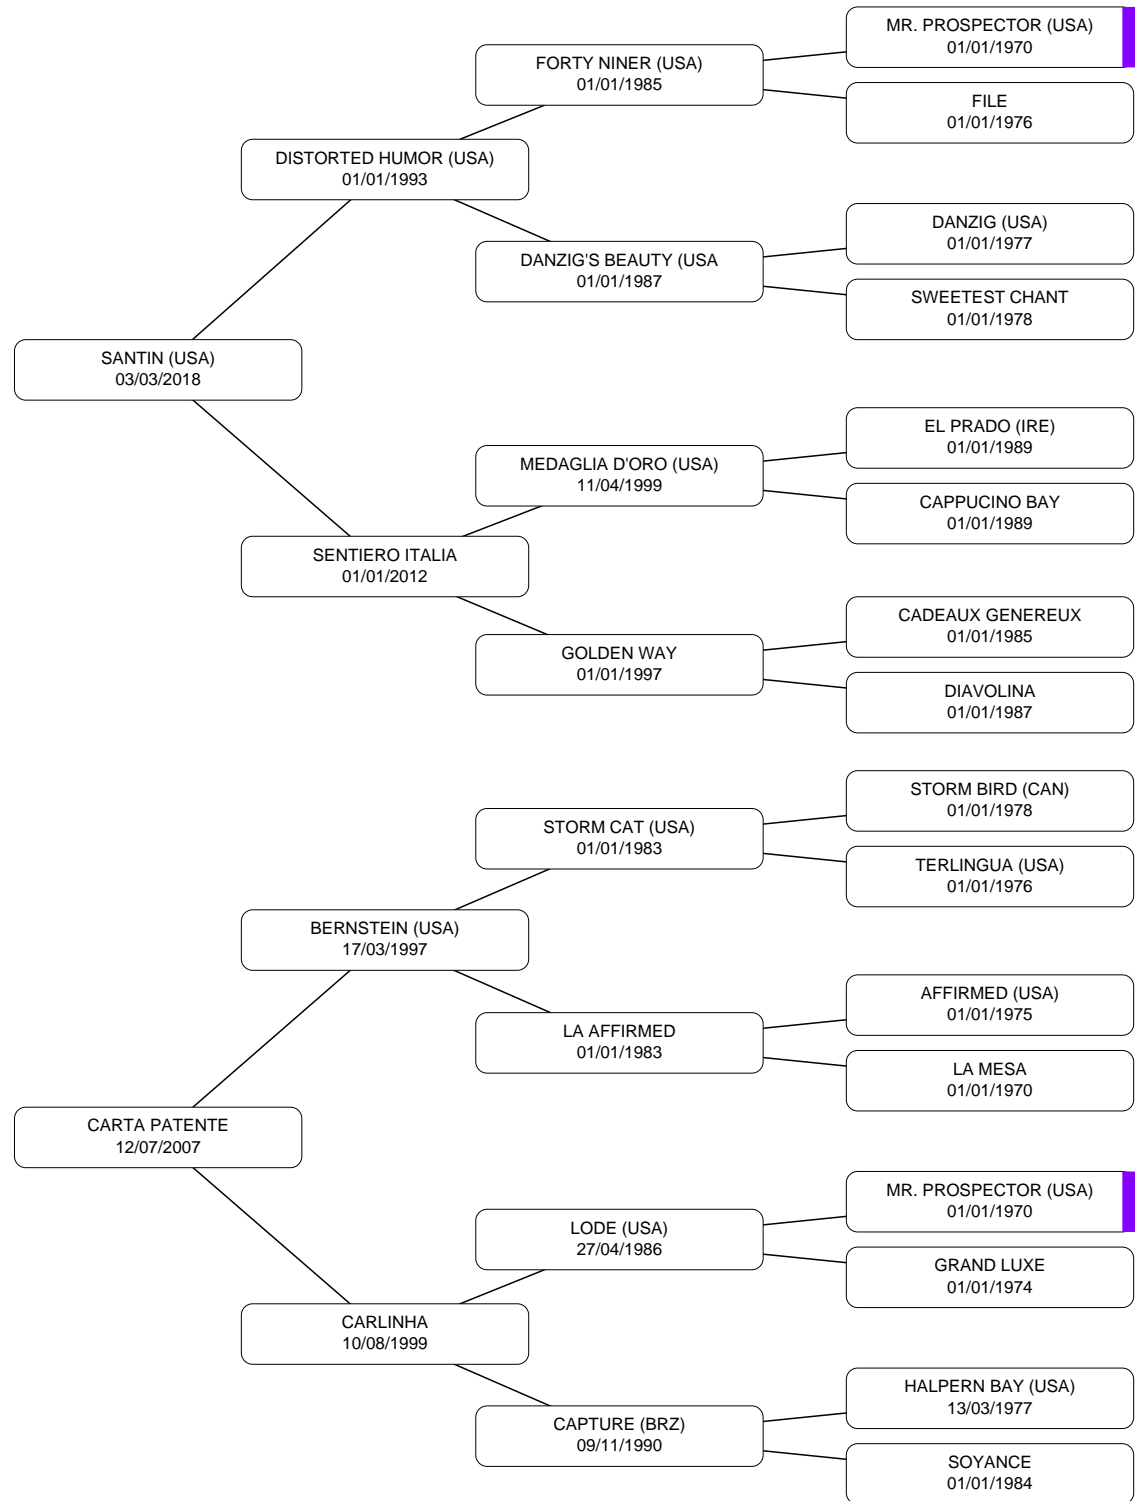 MR. PROSPECTOR (USA)
01/01/1970
FORTY NINER (USA)
01/01/1985
FILE
01/01/1976
DISTORTED HUMOR (USA)
01/01/1993
DANZIG (USA)
01/01/1977
DANZIG'S BEAUTY (USA
01/01/1987
SWEETEST CHANT
01/01/1978
SANTIN (USA)
03/03/2018
EL PRADO (IRE)
01/01/1989
MEDAGLIA D'ORO (USA)
11/04/1999
CAPPUCINO BAY
01/01/1989
SENTIERO ITALIA
01/01/2012
CADEAUX GENEREUX
01/01/1985
GOLDEN WAY
01/01/1997
DIAVOLINA
01/01/1987
STORM BIRD (CAN)
01/01/1978
STORM CAT (USA)
01/01/1983
TERLINGUA (USA)
01/01/1976
BERNSTEIN (USA)
17/03/1997
AFFIRMED (USA)
01/01/1975
LA AFFIRMED
01/01/1983
LA MESA
01/01/1970
CARTA PATENTE
12/07/2007
MR. PROSPECTOR (USA)
01/01/1970
LODE (USA)
27/04/1986
GRAND LUXE
01/01/1974
CARLINHA
10/08/1999
HALPERN BAY (USA)
13/03/1977
CAPTURE (BRZ)
09/11/1990
SOYANCE
01/01/1984